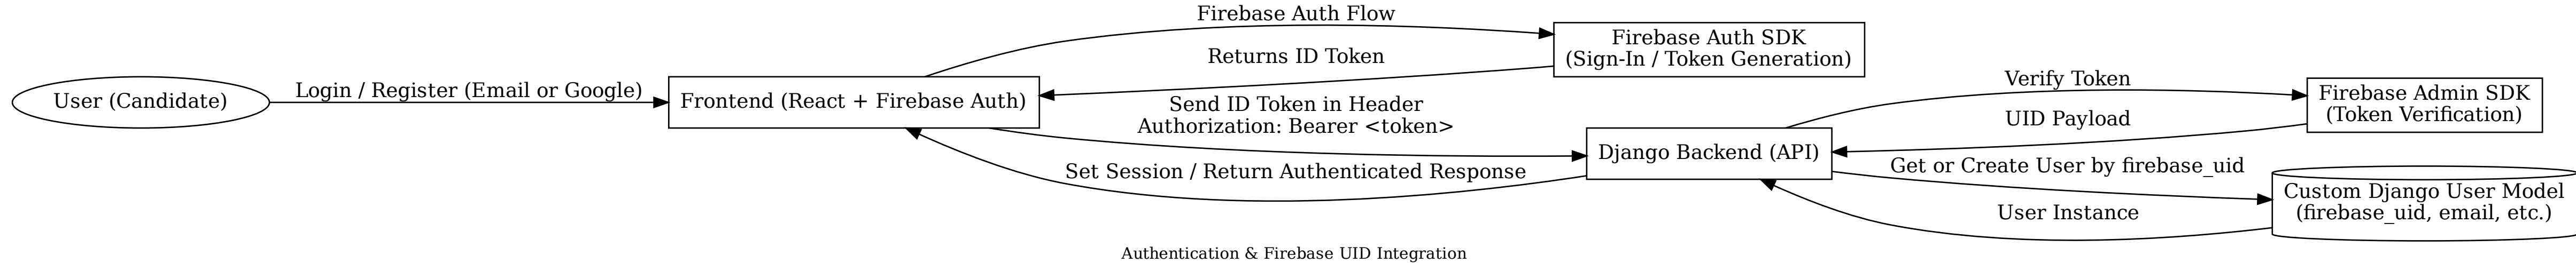 User (Candidate)
Login / Register (Email or Google)
Frontend (React + Firebase Auth)
Firebase Auth Flow
Returns ID Token
Firebase Auth SDK
(Sign-In / Token Generation)
Send ID Token in Header
Authorization: Bearer <token>
Set Session / Return Authenticated Response
Django Backend (API)
Verify Token
UID Payload
Firebase Admin SDK
(Token Verification)
Get or Create User by firebase_uid
User Instance
Custom Django User Model
(firebase_uid, email, etc.)
Authentication & Firebase UID Integration